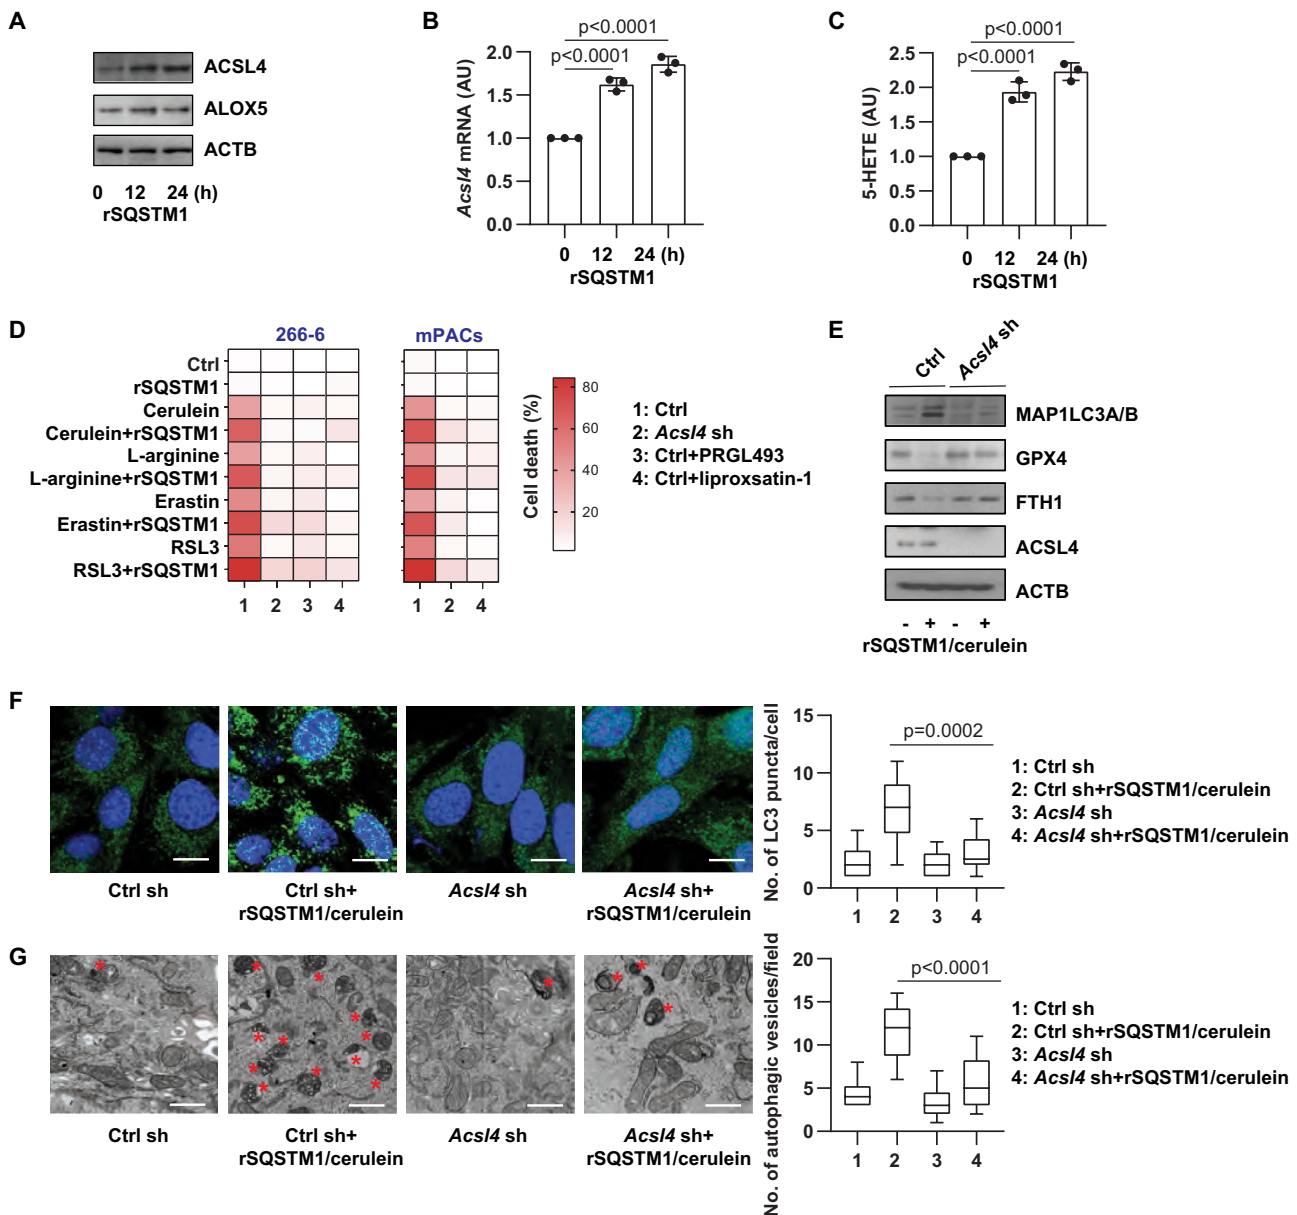 A
ACSL4
ALOX5
ACTB
0 12 24 (h)
rSQSTM1
B
p<0.0001
p<0.0001
Acsl4 mRNA (AU)
2.0
1.5
1.0
0.5
0.0
0 12 24 (h)
rSQSTM1
C
p<0.0001
p<0.0001
5-HETE (AU)
2.5
2.0
1.5
1.0
0.5
0.0
0 12 24 (h)
rSQSTM1
D
266-6 mPACs
Ctrl
rSQSTM1
Cerulein
Cerulein+rSQSTM1
L-arginine
L-arginine+rSQSTM1
Erastin
Erastin+rSQSTM1
RSL3
RSL3+rSQSTM1
1 2 3 4
1 2 4
Cell death (%)
80
60
40
20
1: Ctrl
2: Acsl4 sh
3: Ctrl+PRGL493
4: Ctrl+liproxsatin-1
E
Ctrl Acsl4 sh
MAP1LC3A/B
GPX4
FTH1
ACSL4
ACTB
- + - +
rSQSTM1/cerulein
F
Ctrl sh
Ctrl sh+
rSQSTM1/cerulein
Acsl4 sh
Acsl4 sh+
rSQSTM1/cerulein
No. of LC3 puncta/cell
15
10
5
0
p=0.0002
1 2 3 4
1: Ctrl sh
2: Ctrl sh+rSQSTM1/cerulein
3: Acsl4 sh
4: Acsl4 sh+rSQSTM1/cerulein
G
* * * * * * * * * * * * * *
Ctrl sh
Ctrl sh+
rSQSTM1/cerulein
Acsl4 sh
Acsl4 sh+
rSQSTM1/cerulein
No. of autophagic vesicles/field
20
15
10
5
0
p<0.0001
1 2 3 4
1: Ctrl sh
2: Ctrl sh+rSQSTM1/cerulein
3: Acsl4 sh
4: Acsl4 sh+rSQSTM1/cerulein